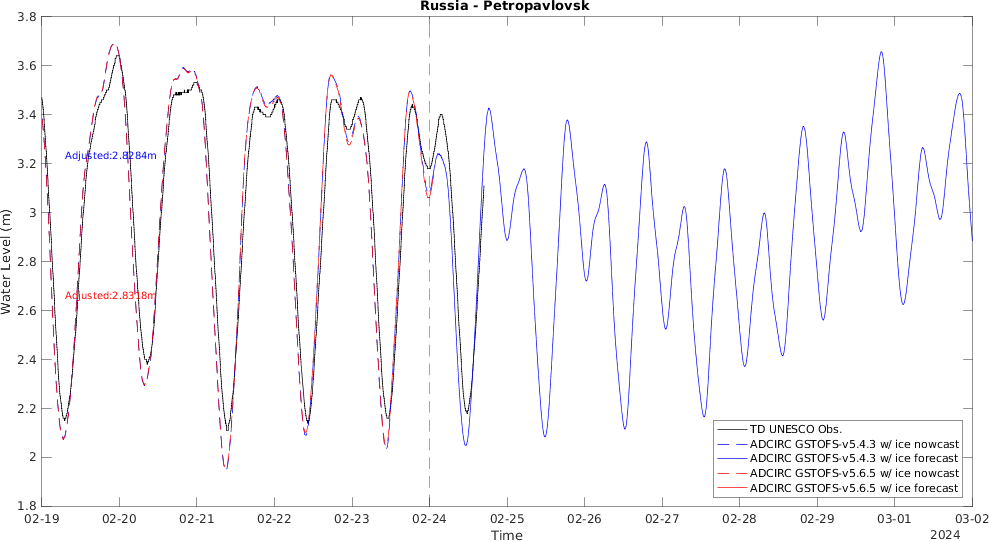 Russia - Petropavlovsk
3.8
3.6
3.4
3.2
3
2.8
2.6
2.4
2.2
2
1.8
Water Level (m)
Adjusted:2.8284m
Adjusted:2.8318m
TD UNESCO Obs.
ADCIRC GSTOFS-v5.4.3 w/ ice nowcast
ADCIRC GSTOFS-v5.4.3 w/ ice forecast
ADCIRC GSTOFS-v5.6.5 w/ ice nowcast
ADCIRC GSTOFS-v5.6.5 w/ ice forecast
02-19 02-20 02-21 02-22 02-23 02-24 02-25 02-26 02-27 02-28 02-29 03-01 03-02
Time
2024